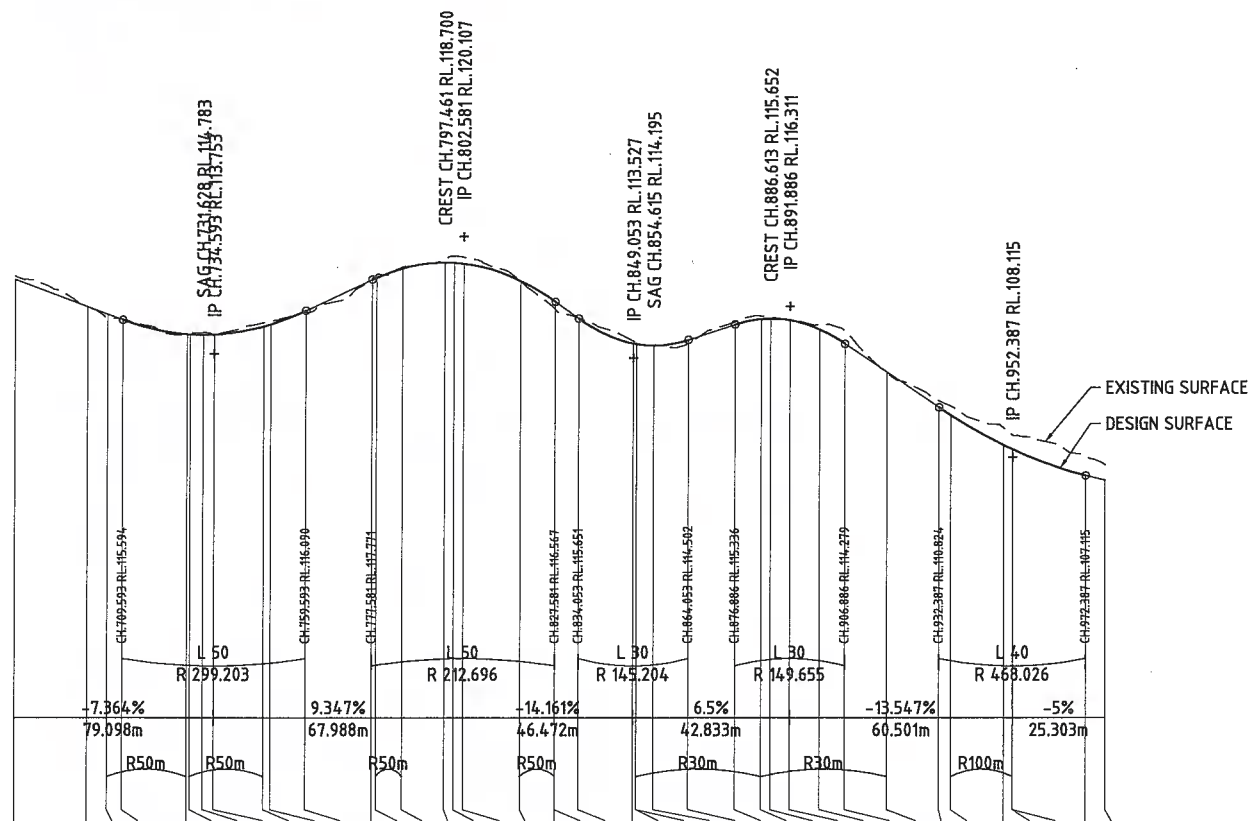 SAG CH.731.628 RL.114.783
IP CH.734.593 RL.113.753
CREST CH.797.461 RL.118.700
IP CH.802.581 RL.120.107
IP CH.849.053 RL.113.527
SAG CH.854.615 RL.114.195
CREST CH.886.613 RL.115.652
IP CH.891.886 RL.116.311
IP CH.952.387 RL.108.115
EXISTING SURFACE
DESIGN SURFACE
CH.709.593 RL.115.594
CH.759.593 RL.116.090
CH.777.581 RL.117.771
CH.827.581 RL.116.567
CH.834.053 RL.115.651
CH.864.053 RL.114.502
CH.876.886 RL.115.336
CH.906.886 RL.114.279
CH.932.387 RL.110.824
CH.972.387 RL.107.115
L 50
R 299.203
L 50
R 212.696
L 30
R 145.204
L 30
R 149.655
L 40
R 468.026
-7.364%
79.098m
9.347%
67.988m
-14.161%
46.472m
6.5%
42.833m
-13.547%
60.501m
-5%
25.303m
R50m
R50m
R50m
R50m
R30m
R30m
R100m